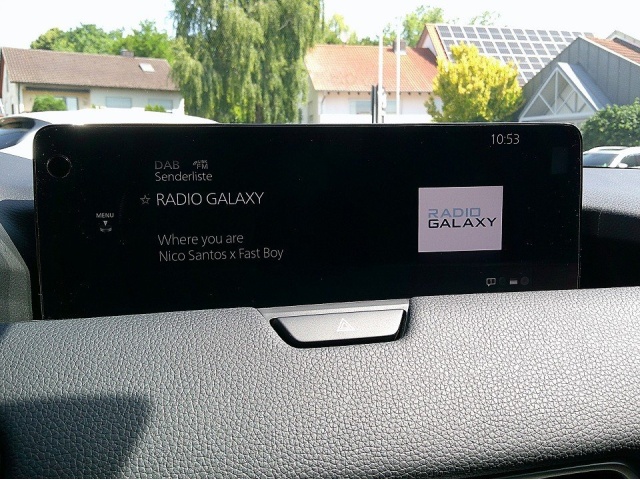 10:53
DAB
FM
Senderliste
☆ RADIO GALAXY
MENU
Where you are
Nico Santos x Fast Boy
RADIO
GALAXY